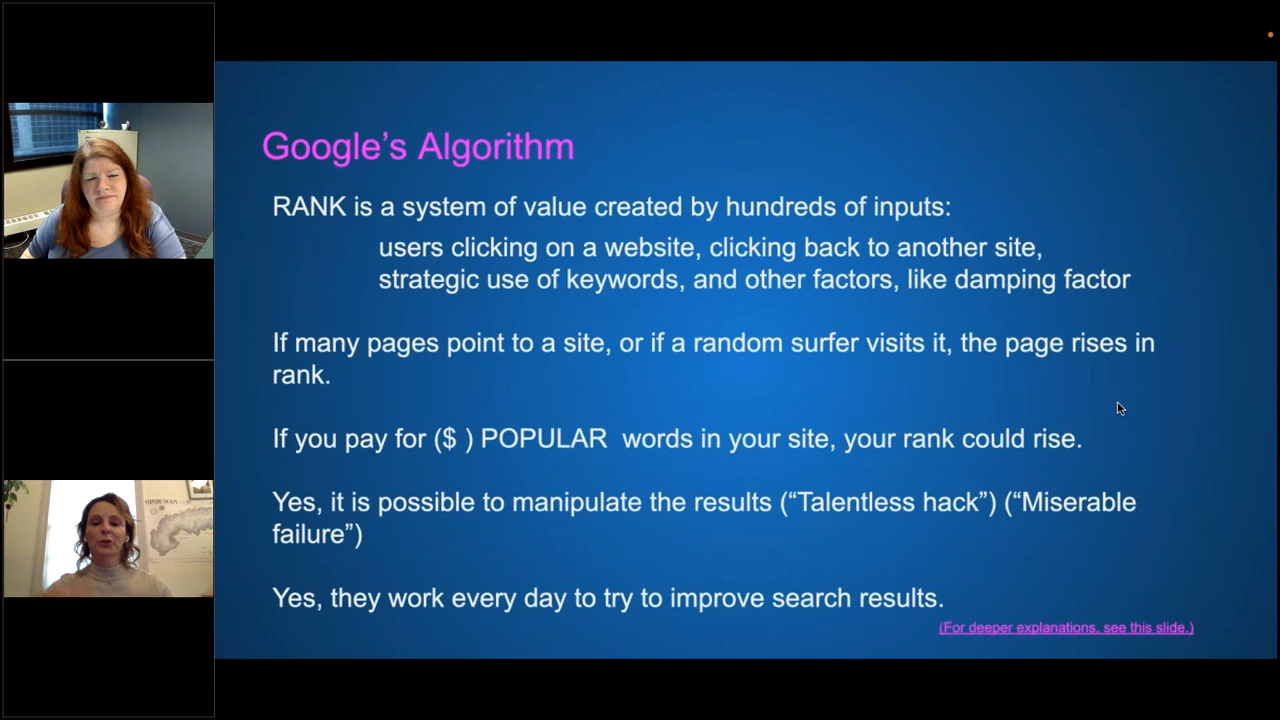 Google's Algorithm
RANK is a system of value created by hundreds of inputs:
users clicking on a website, clicking back to another site,
strategic use of keywords, and other factors, like damping factor
If many pages point to a site, or if a random surfer visits it, the page rises in
rank.
If you pay for ($ ) POPULAR  words in your site, your rank could rise.
Yes, it is possible to manipulate the results (“Talentless hack”) (“Miserable
failure”)
Yes, they work every day to try to improve search results.
(For deeper explanations, see this slide.)